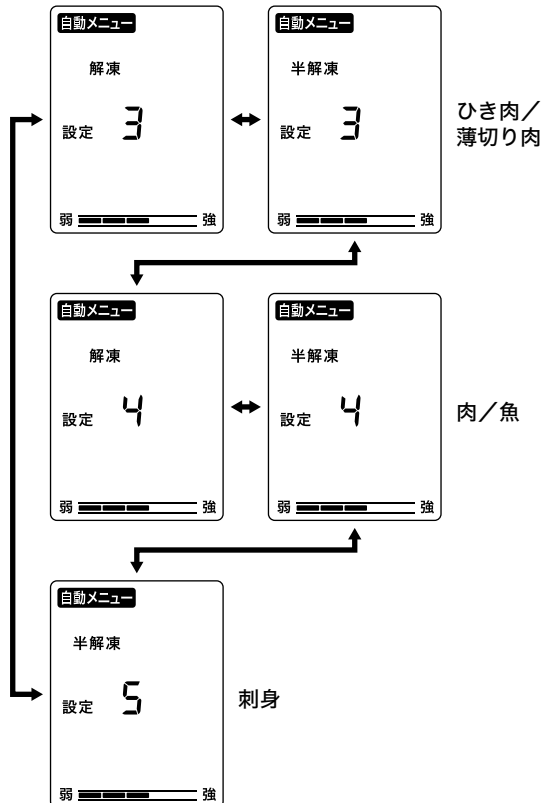 自動メニュー
解凍
設定 3
弱 強
自動メニュー
半解凍
設定 3
弱 強
ひき肉／
薄切り肉
自動メニュー
解凍
設定 4
弱 強
自動メニュー
半解凍
設定 4
弱 強
肉／魚
自動メニュー
半解凍
設定 5
弱 強
刺身